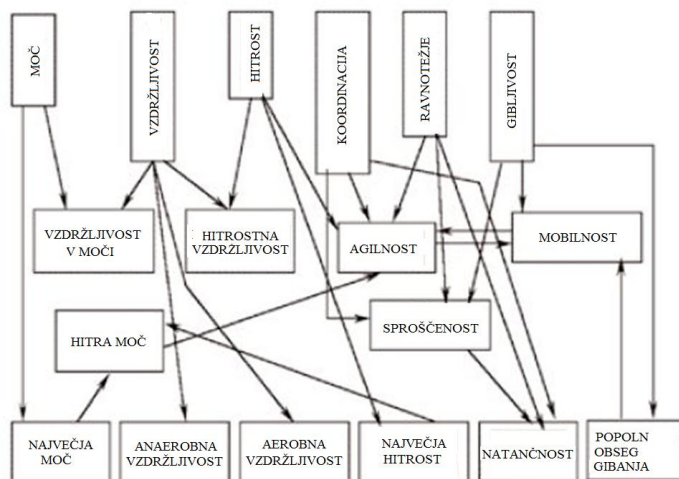 MOČ
VZDRŽLJIVOST
HITROST
KOORDINACIJA
RAVNOTEŽJE
GIBLJIVOST
VZDRŽLJIVOST
V MOČI
HITROSTNA
VZDRŽLJIVOST
AGILNOST
MOBILNOST
HITRA MOČ
SPROŠČENOST
NAJVEČJA
MOČ
ANAEROBNA
VZDRŽLJIVOST
AEROBNA
VZDRŽLJIVOST
NAJVEČJA
HITROST
NATANČNOST
POPOLN
OBSEG
GIBANJA